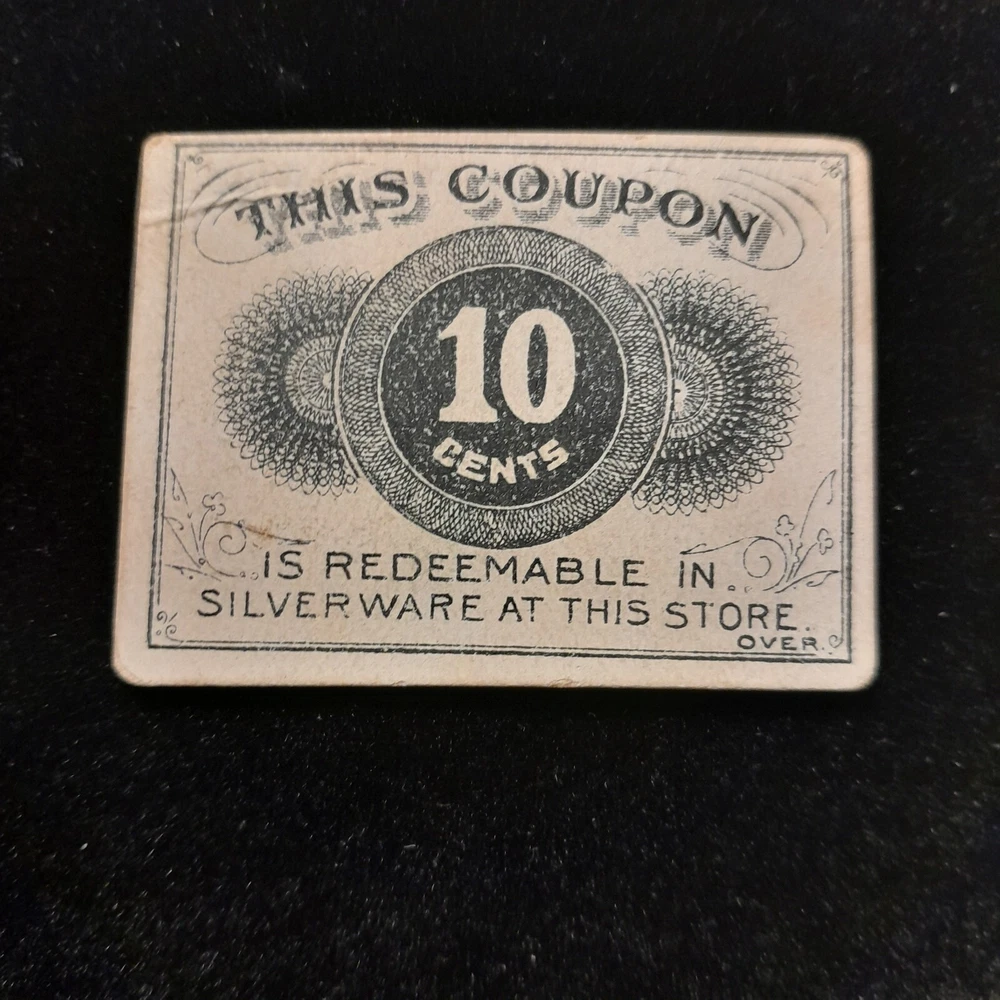 THIS COUPON
10
CENTS
IS REDEEMABLE IN
SILVERWARE AT THIS STORE.
OVER.